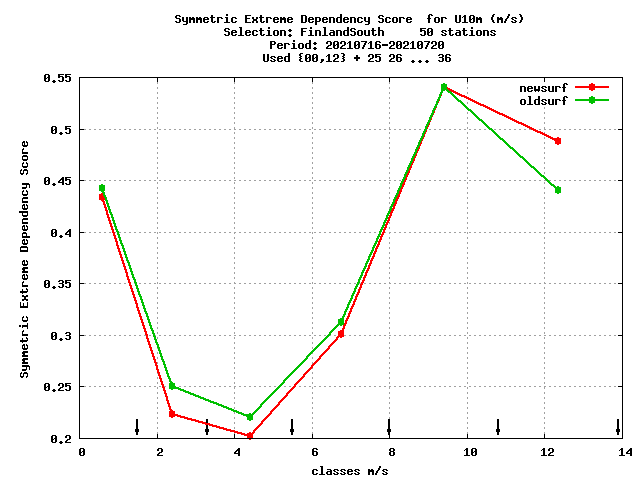 Symmetric Extreme Dependency Score  for U10m (m/s)
Selection: FinlandSouth     50 stations
Period: 20210716-20210720
Used {00,12} + 25 26 ... 36
newsurf
oldsurf
Symmetric Extreme Dependency Score
0.55
0.5
0.45
0.4
0.35
0.3
0.25
0.2
0 2 4 6 8 10 12 14
classes m/s